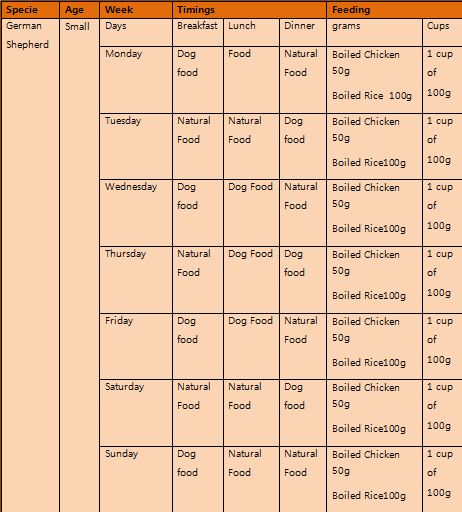 Specie Age Week Timings Feeding
German Small Days Breakfast Lunch Dinner grams Cups
Shepherd
Monday Dog Food Natural Boiled Chicken 1 cup
food Food 50g of
Boiled Rice 100g 100g
Tuesday Natural Natural Dog Boiled Chicken 1 cup
Food Food food 50g of
Boiled Rice100g 100g
Wednesday Dog Dog Food Natural Boiled Chicken 1 cup
food Food 50g of
Boiled Rice100g 100g
Thursday Natural Dog Food Dog Boiled Chicken 1 cup
Food food 50g of
Boiled Rice100g 100g
Friday Dog Dog Food Natural Boiled Chicken 1 cup
food Food 50g of
Boiled Rice100g 100g
Saturday Natural Natural Dog Boiled Chicken 1 cup
Food Food food 50g of
Boiled Rice100g 100g
Sunday Dog Natural Natural Boiled Chicken 1 cup
food Food Food 50g of
Boiled Rice100g 100g